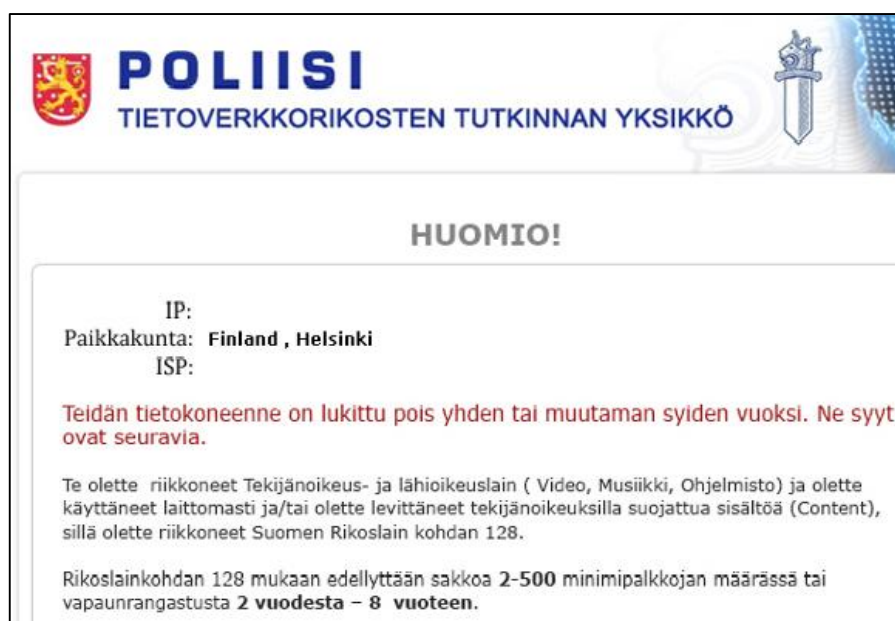 POLIISI
TIETOVERKKORIKOSTEN TUTKINNAN YKSIKKÖ
HUOMIO!
IP:
Paikkakunta: Finland , Helsinki
ISP:
Teidän tietokoneenne on lukittu pois yhden tai muutaman syiden vuoksi. Ne syyt
ovat seuravia.
Te olette riikkoneet Tekijänoikeus- ja lähioikeuslain ( Video, Musiikki, Ohjelmisto) ja olette
käyttäneet laittomasti ja/tai olette levittäneet tekijänoikeuksilla suojattua sisältöä (Content),
sillä olette riikkoneet Suomen Rikoslain kohdan 128.
Rikoslainkohdan 128 mukaan edellyttään sakkoa 2-500 minimipalkkojan määrässä tai
vapaunrangastusta 2 vuodesta – 8 vuoteen.